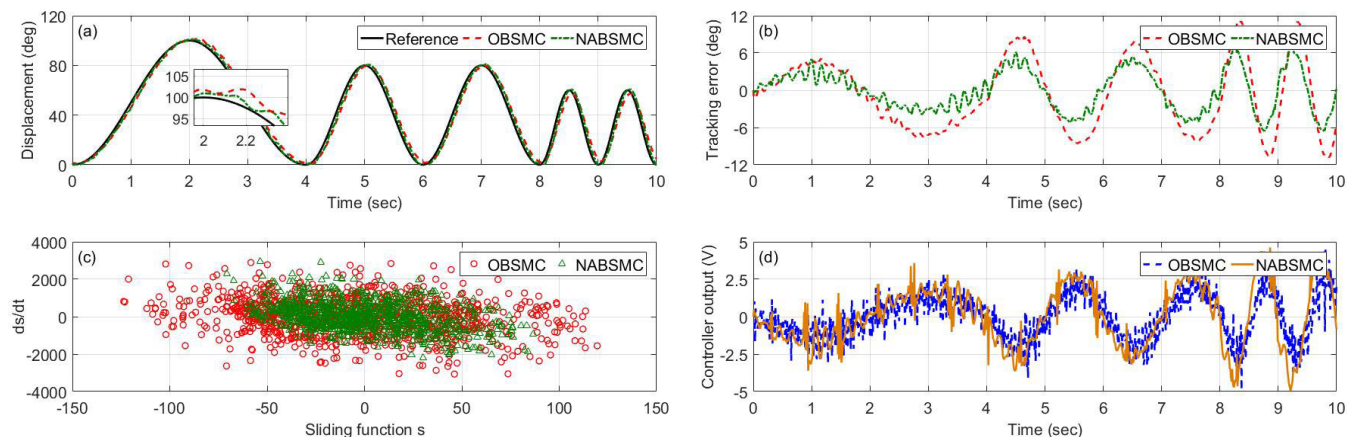 (a)
Reference OBSMC NABSMC
Displacement (deg)
120
80
40
0
105
100
95
2 2.2
0 1 2 3 4 5 6 7 8 9 10
Time (sec)
(b)
OBSMC NABSMC
Tracking error (deg)
12
6
0
-6
-12
0 1 2 3 4 5 6 7 8 9 10
Time (sec)
(c)
OBSMC NABSMC
ds/dt
4000
2000
0
-2000
-4000
-150 -100 -50 0 50 100 150
Sliding function s
(d)
OBSMC NABSMC
Controller output (V)
5
2.5
0
-2.5
-5
0 1 2 3 4 5 6 7 8 9 10
Time (sec)